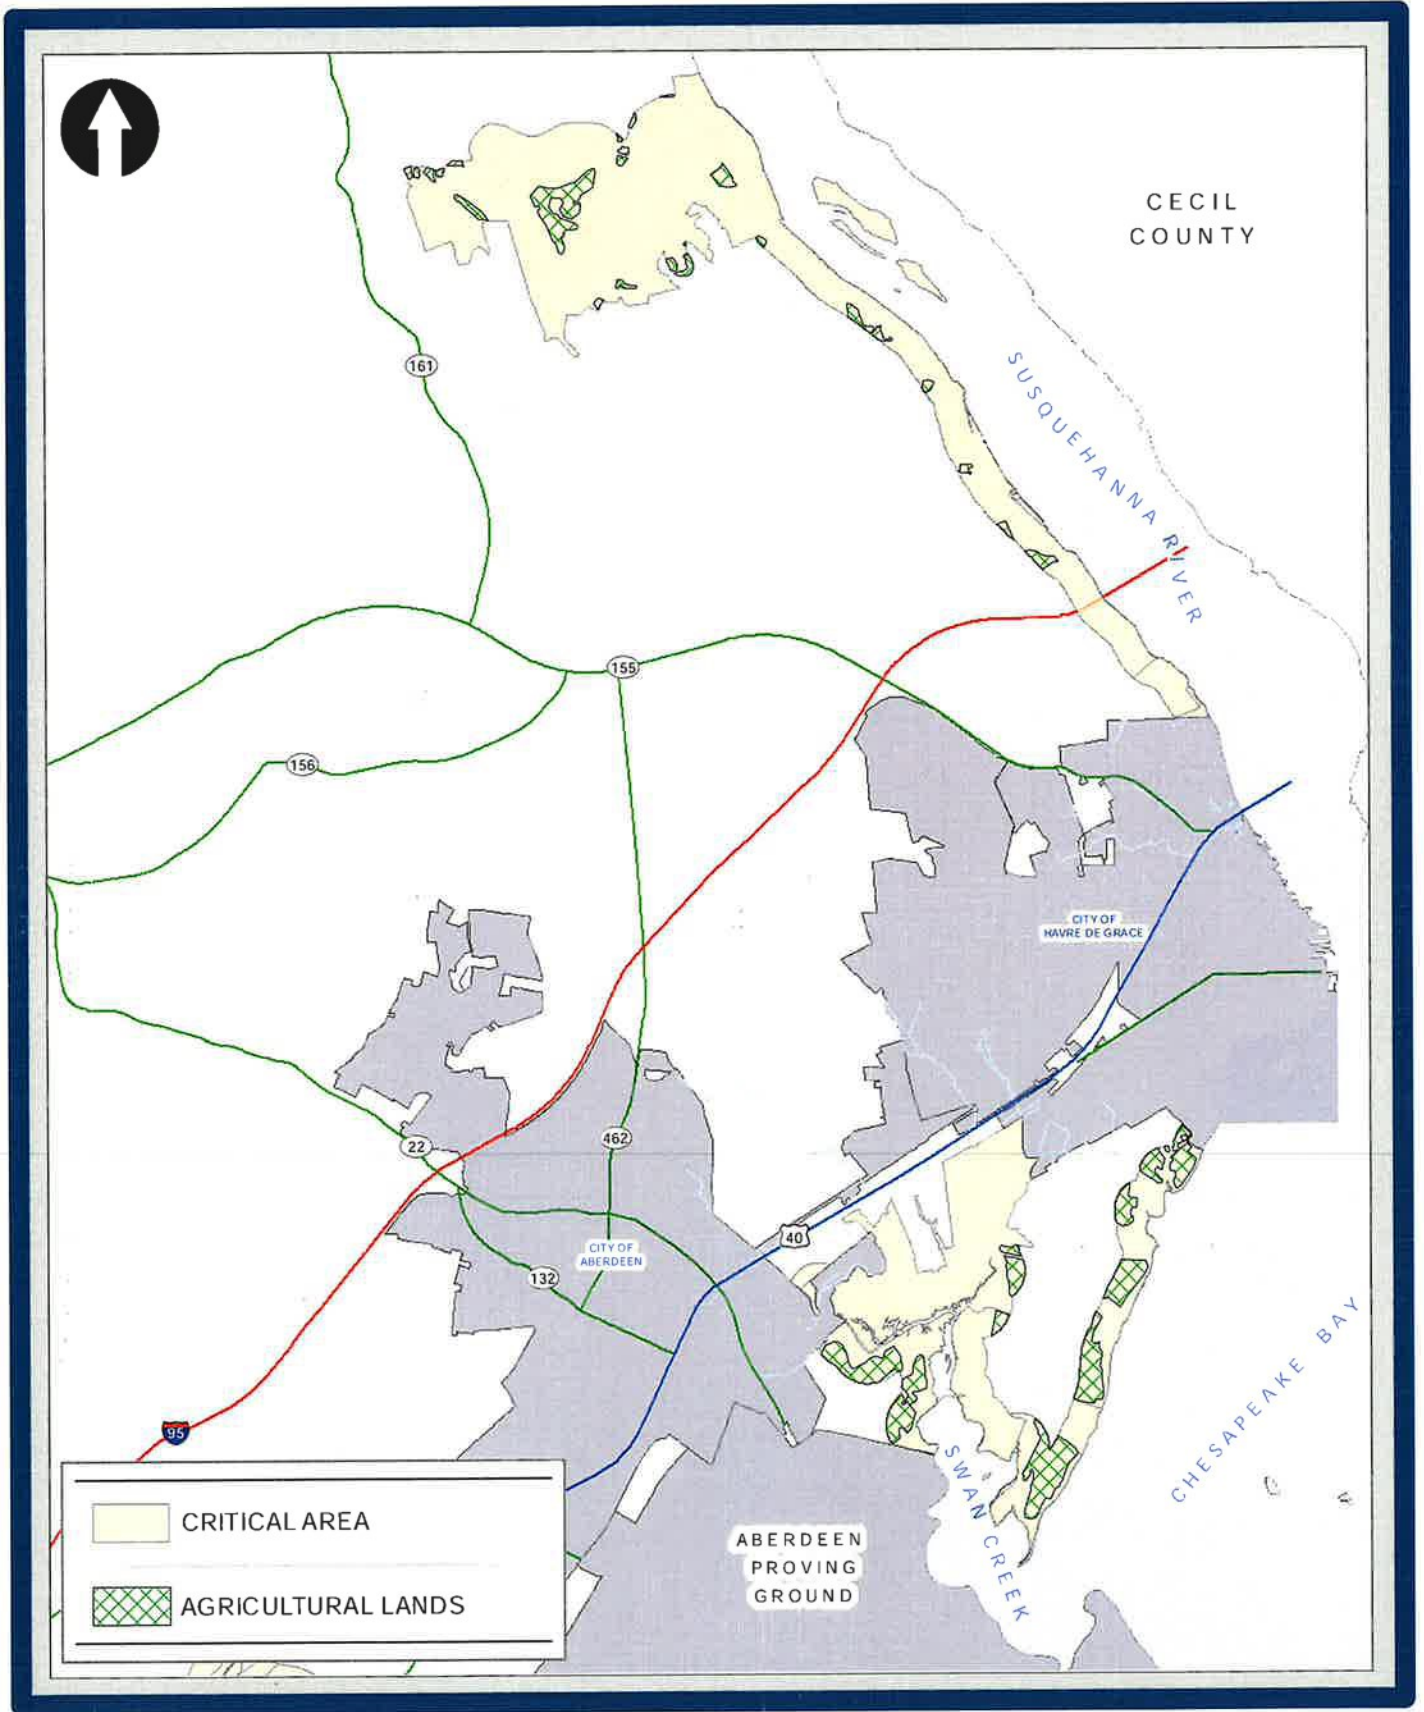 CECIL
COUNTY
SUSQUEHANNA RIVER
161
155
156
CITY OF
HAVRE DE GRACE
22
462
40
CITY OF
ABERDEEN
132
95
CHESAPEAKE BAY
SWAN CREEK
ABERDEEN
PROVING
GROUND
CRITICAL AREA
AGRICULTURAL LANDS